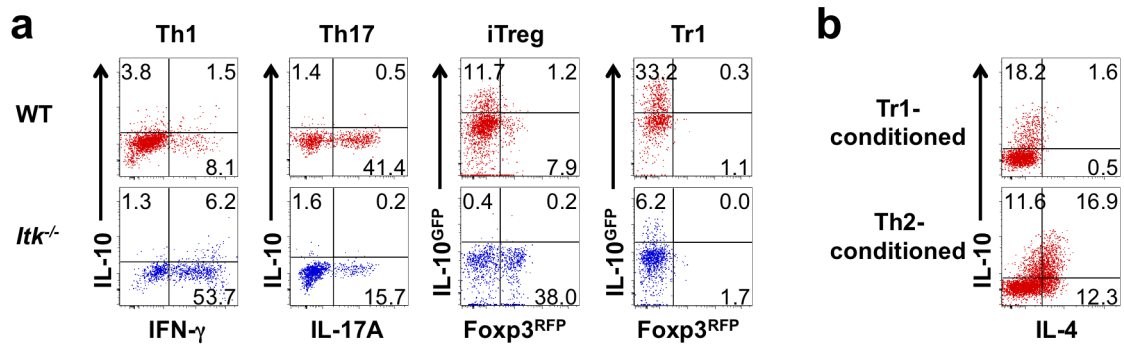 a
b
Th1 Th17 iTreg Tr1
WT
3.8 1.5
8.1
1.4 0.5
41.4
11.7 1.2
7.9
33.2 0.3
1.1
Itk-/-
1.3 6.2
53.7
1.6 0.2
15.7
0.4 0.2
38.0
6.2 0.0
1.7
IL-10
IL-10
IL-10GFP
IL-10GFP
IFN-γ IL-17A Foxp3RFP Foxp3RFP
Tr1-
conditioned
18.2 1.6
0.5
Th2-
conditioned
11.6 16.9
12.3
IL-10
IL-4